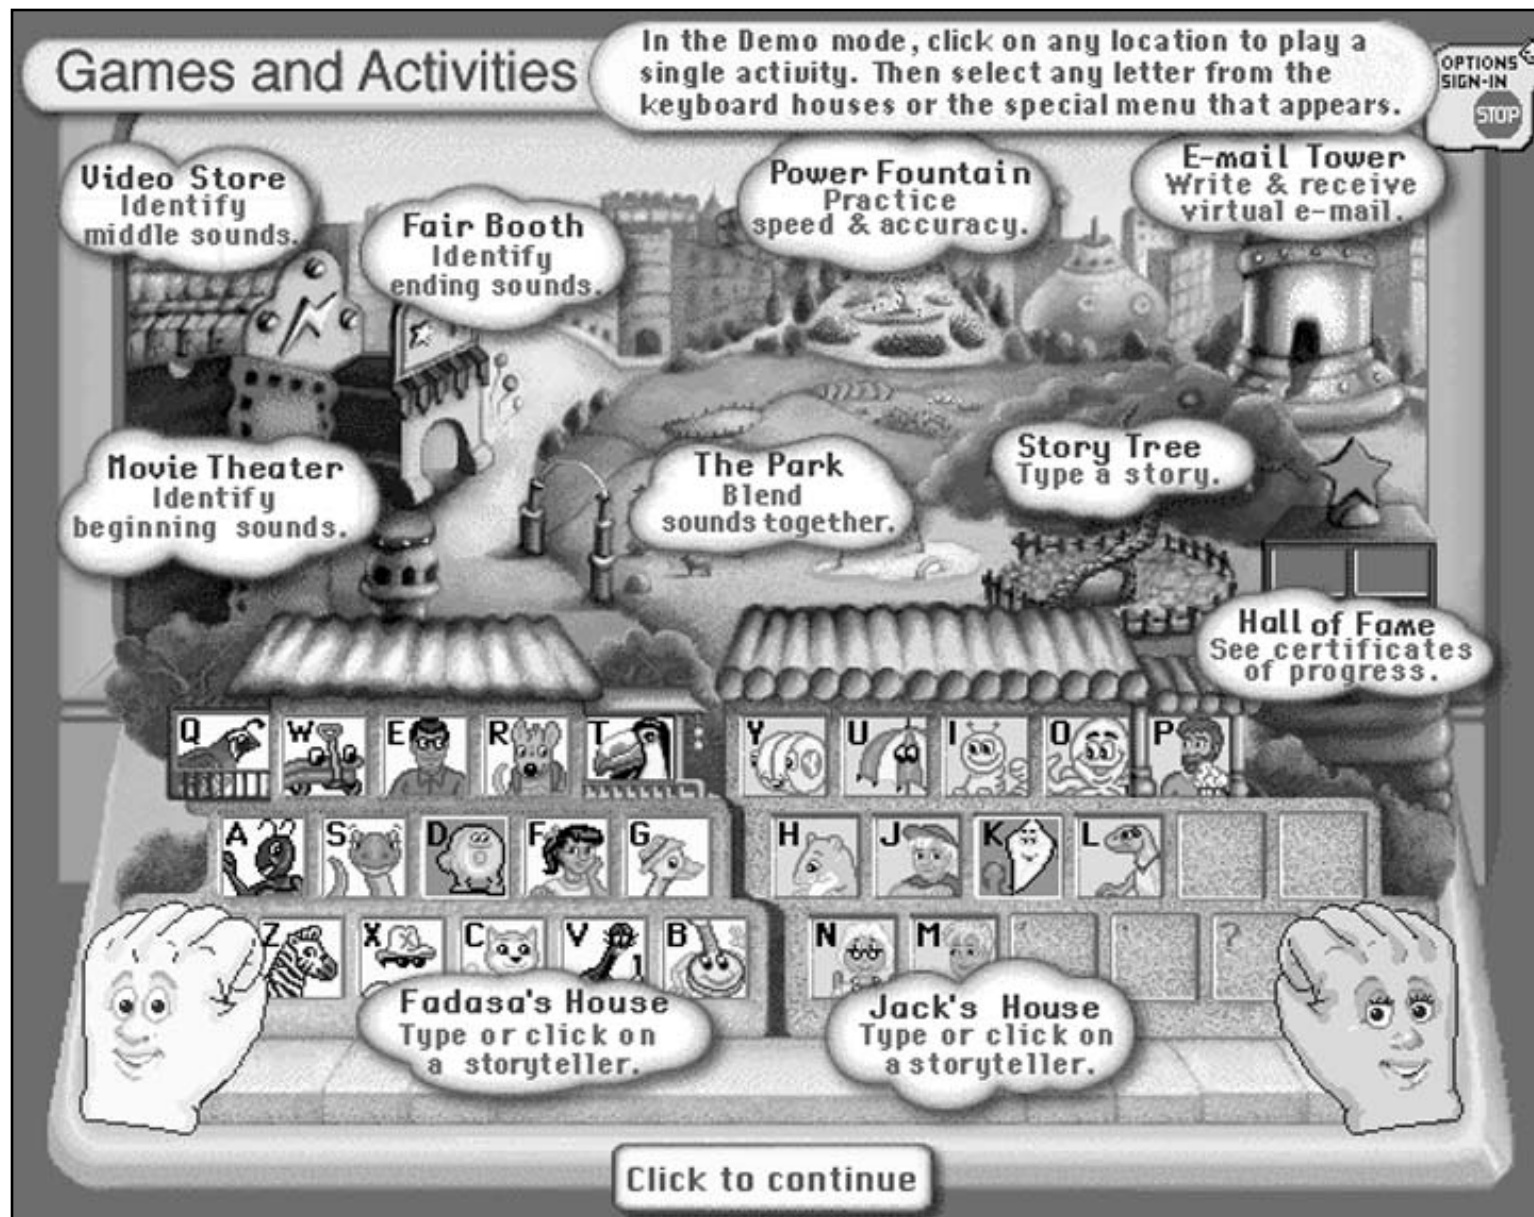 Games and Activities
In the Demo mode, click on any location to play a
single activity. Then select any letter from the
keyboard houses or the special menu that appears.
OPTIONS
SIGN-IN
STOP
Video Store
Identify
middle sounds.
Fair Booth
Identify
ending sounds.
Power Fountain
Practice
speed & accuracy.
E-mail Tower
Write & receive
virtual e-mail.
Movie Theater
Identify
beginning sounds.
The Park
Blend
sounds together.
Story Tree
Type a story.
Hall of Fame
See certificates
of progress.
Q W E R T Y U I O P
A S D F G H J K L
Z X C V B N M ?
Fadasa's House
Type or click on
a storyteller.
Jack's House
Type or click on
a storyteller.
Click to continue